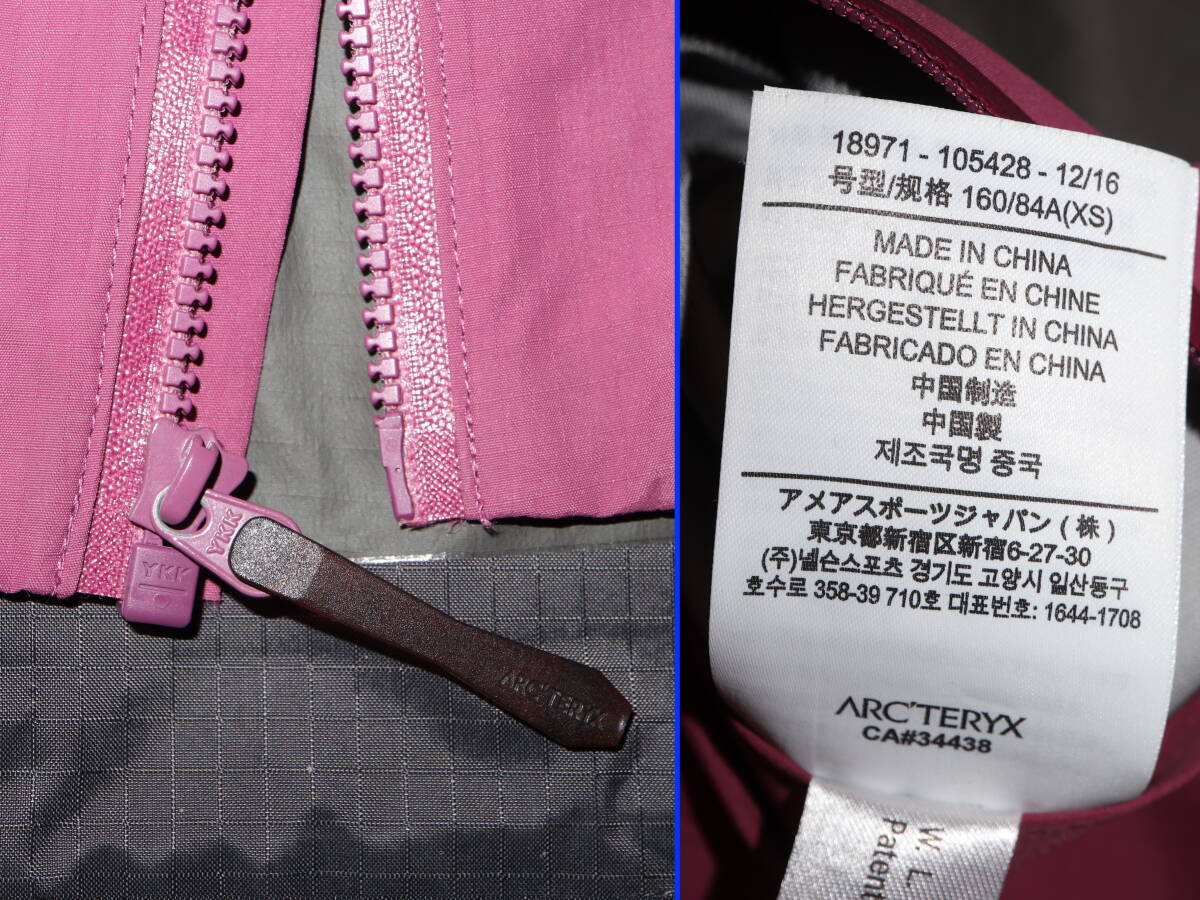 YKK
YKK
ARC'TERYX
18971 - 105428 - 12/16
号型/规格 160/84A(XS)
MADE IN CHINA
FABRIQUÉ EN CHINE
HERGESTELLT IN CHINA
FABRICADO EN CHINA
中国制造
中国製
제조국명 중국
アメアスポーツジャパン(株)
東京都新宿区新宿6-27-30
(주)넬슨스포츠 경기도 고양시 일산동구
호수로 358-39 710호 대표번호: 1644-1708
ARC'TERYX
CA#34438
W. L.
Patent